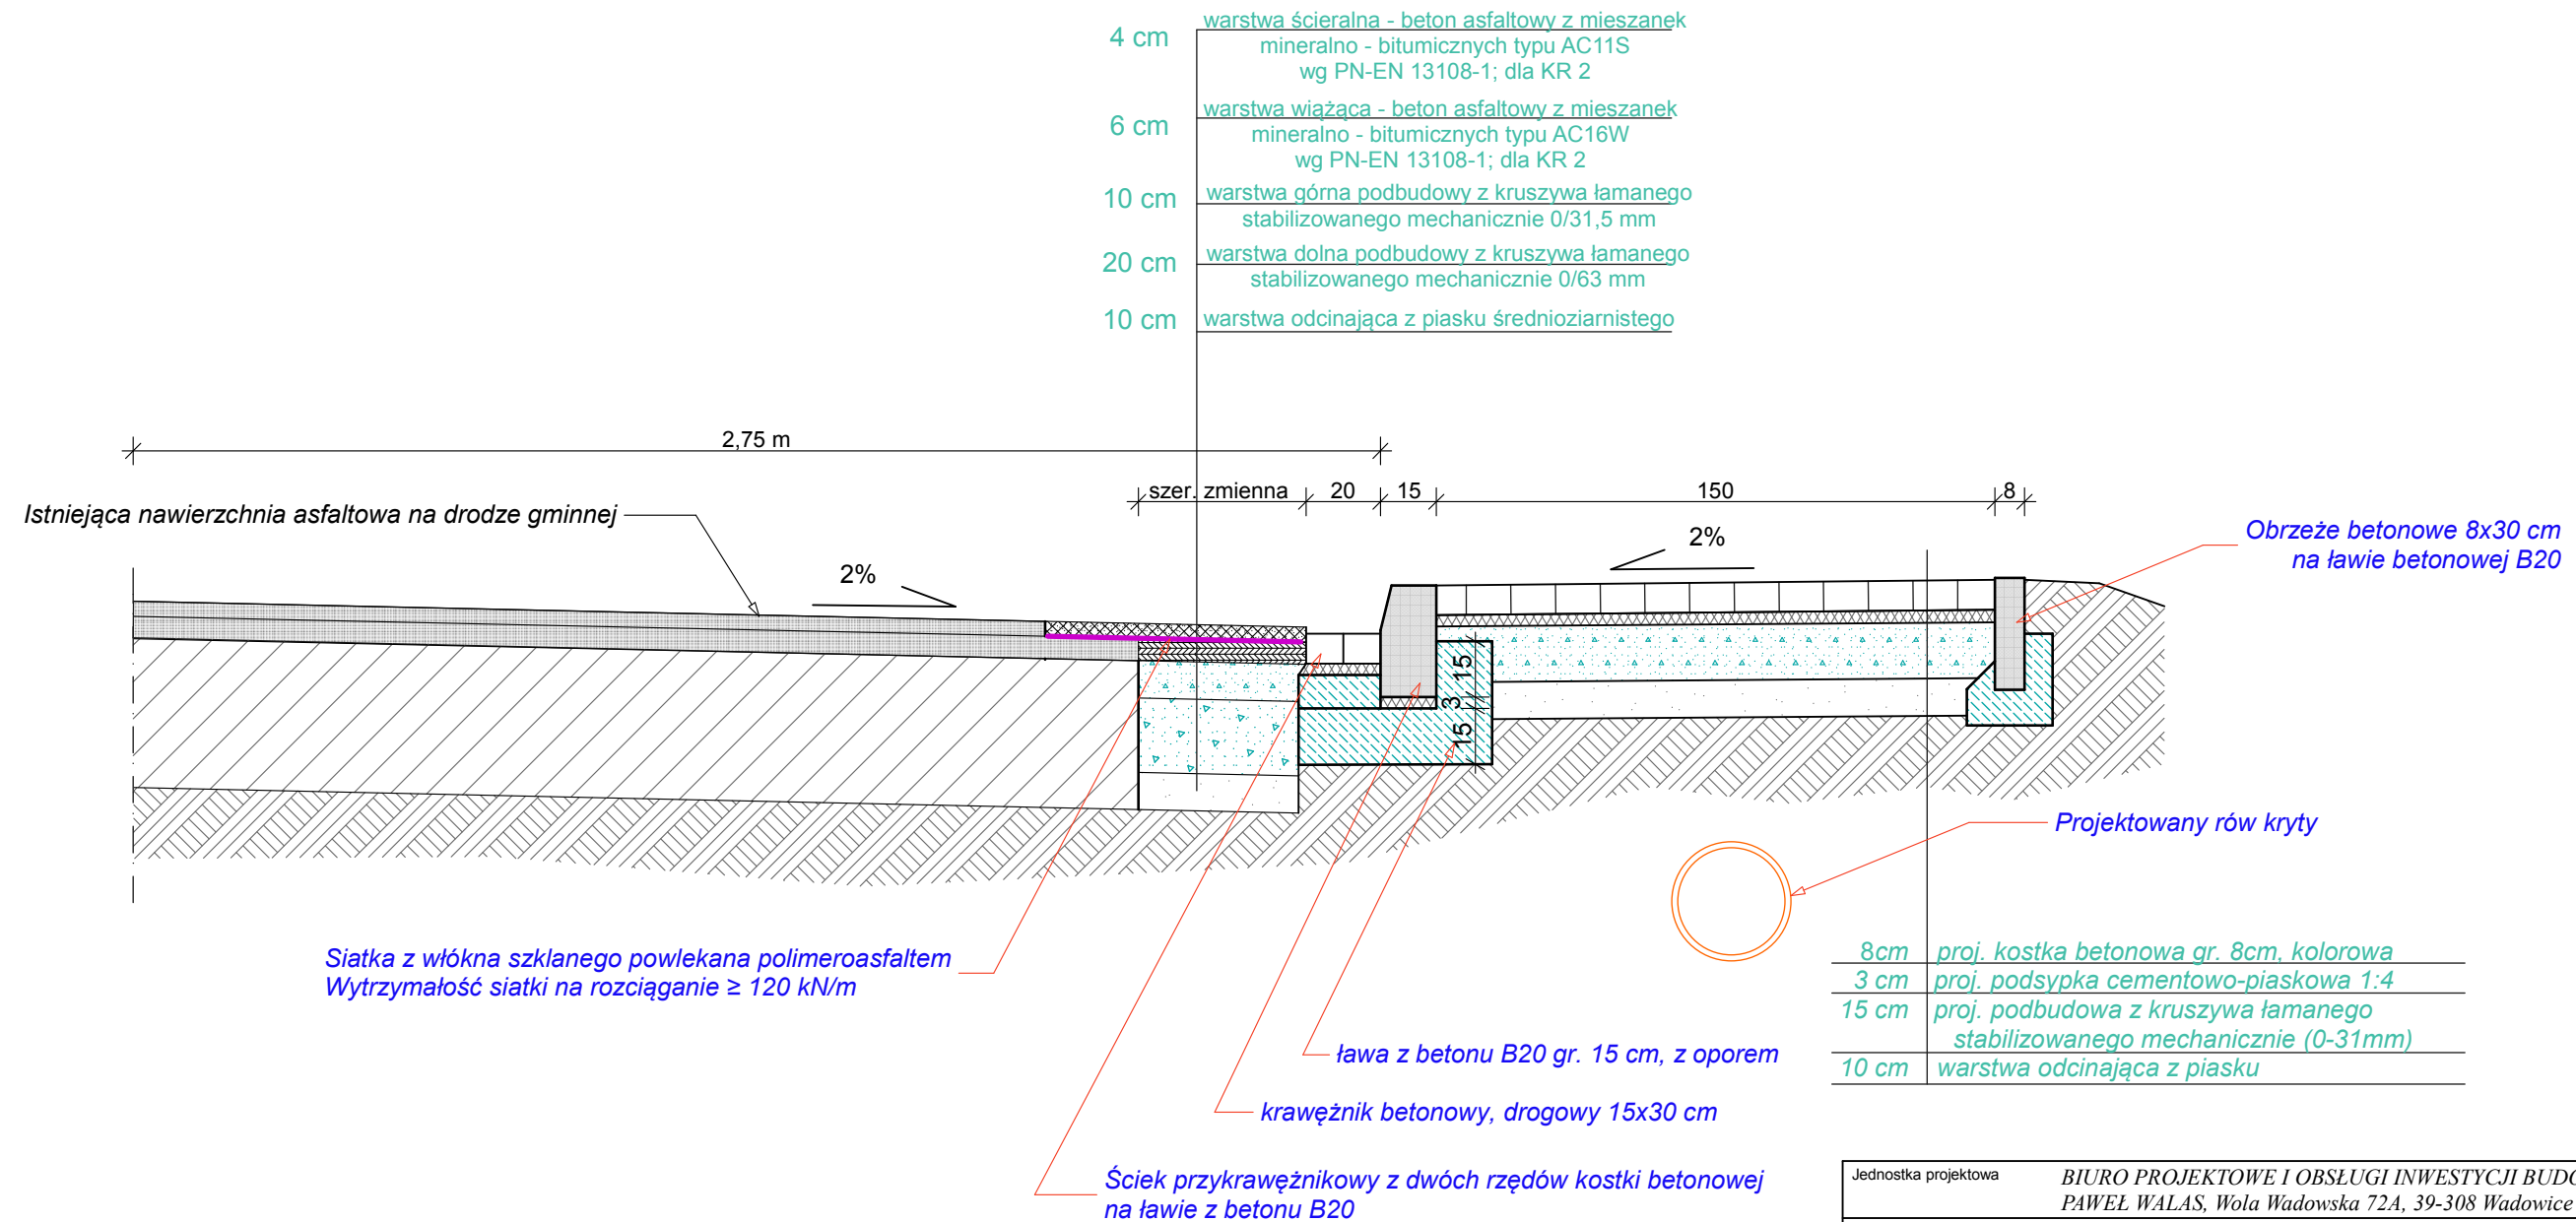 4 cm warstwa ścieralna - beton asfaltowy z mieszanek
mineralno - bitumicznych typu AC11S
wg PN-EN 13108-1; dla KR 2
6 cm warstwa wiążąca - beton asfaltowy z mieszanek
mineralno - bitumicznych typu AC16W
wg PN-EN 13108-1; dla KR 2
10 cm warstwa górna podbudowy z kruszywa łamanego
stabilizowanego mechanicznie 0/31,5 mm
20 cm warstwa dolna podbudowy z kruszywa łamanego
stabilizowanego mechanicznie 0/63 mm
10 cm warstwa odcinająca z piasku średnioziarnistego
2,75 m
szer. zmienna 20 15 150 8
Istniejąca nawierzchnia asfaltowa na drodze gminnej
2%
2%
Obrzeże betonowe 8x30 cm
na ławie betonowej B20
15
3
15
Projektowany rów kryty
Siatka z włókna szklanego powlekana polimeroasfaltem
Wytrzymałość siatki na rozciąganie ≥ 120 kN/m
8cm proj. kostka betonowa gr. 8cm, kolorowa
3 cm proj. podsypka cementowo-piaskowa 1:4
15 cm proj. podbudowa z kruszywa łamanego
stabilizowanego mechanicznie (0-31mm)
10 cm warstwa odcinająca z piasku
ława z betonu B20 gr. 15 cm, z oporem
krawężnik betonowy, drogowy 15x30 cm
Ściek przykrawężnikowy z dwóch rzędów kostki betonowej
na ławie z betonu B20
Jednostka projektowa BIURO PROJEKTOWE I OBSŁUGI INWESTYCJI BUDO
PAWEŁ WALAS, Wola Wadowska 72A, 39-308 Wadowice